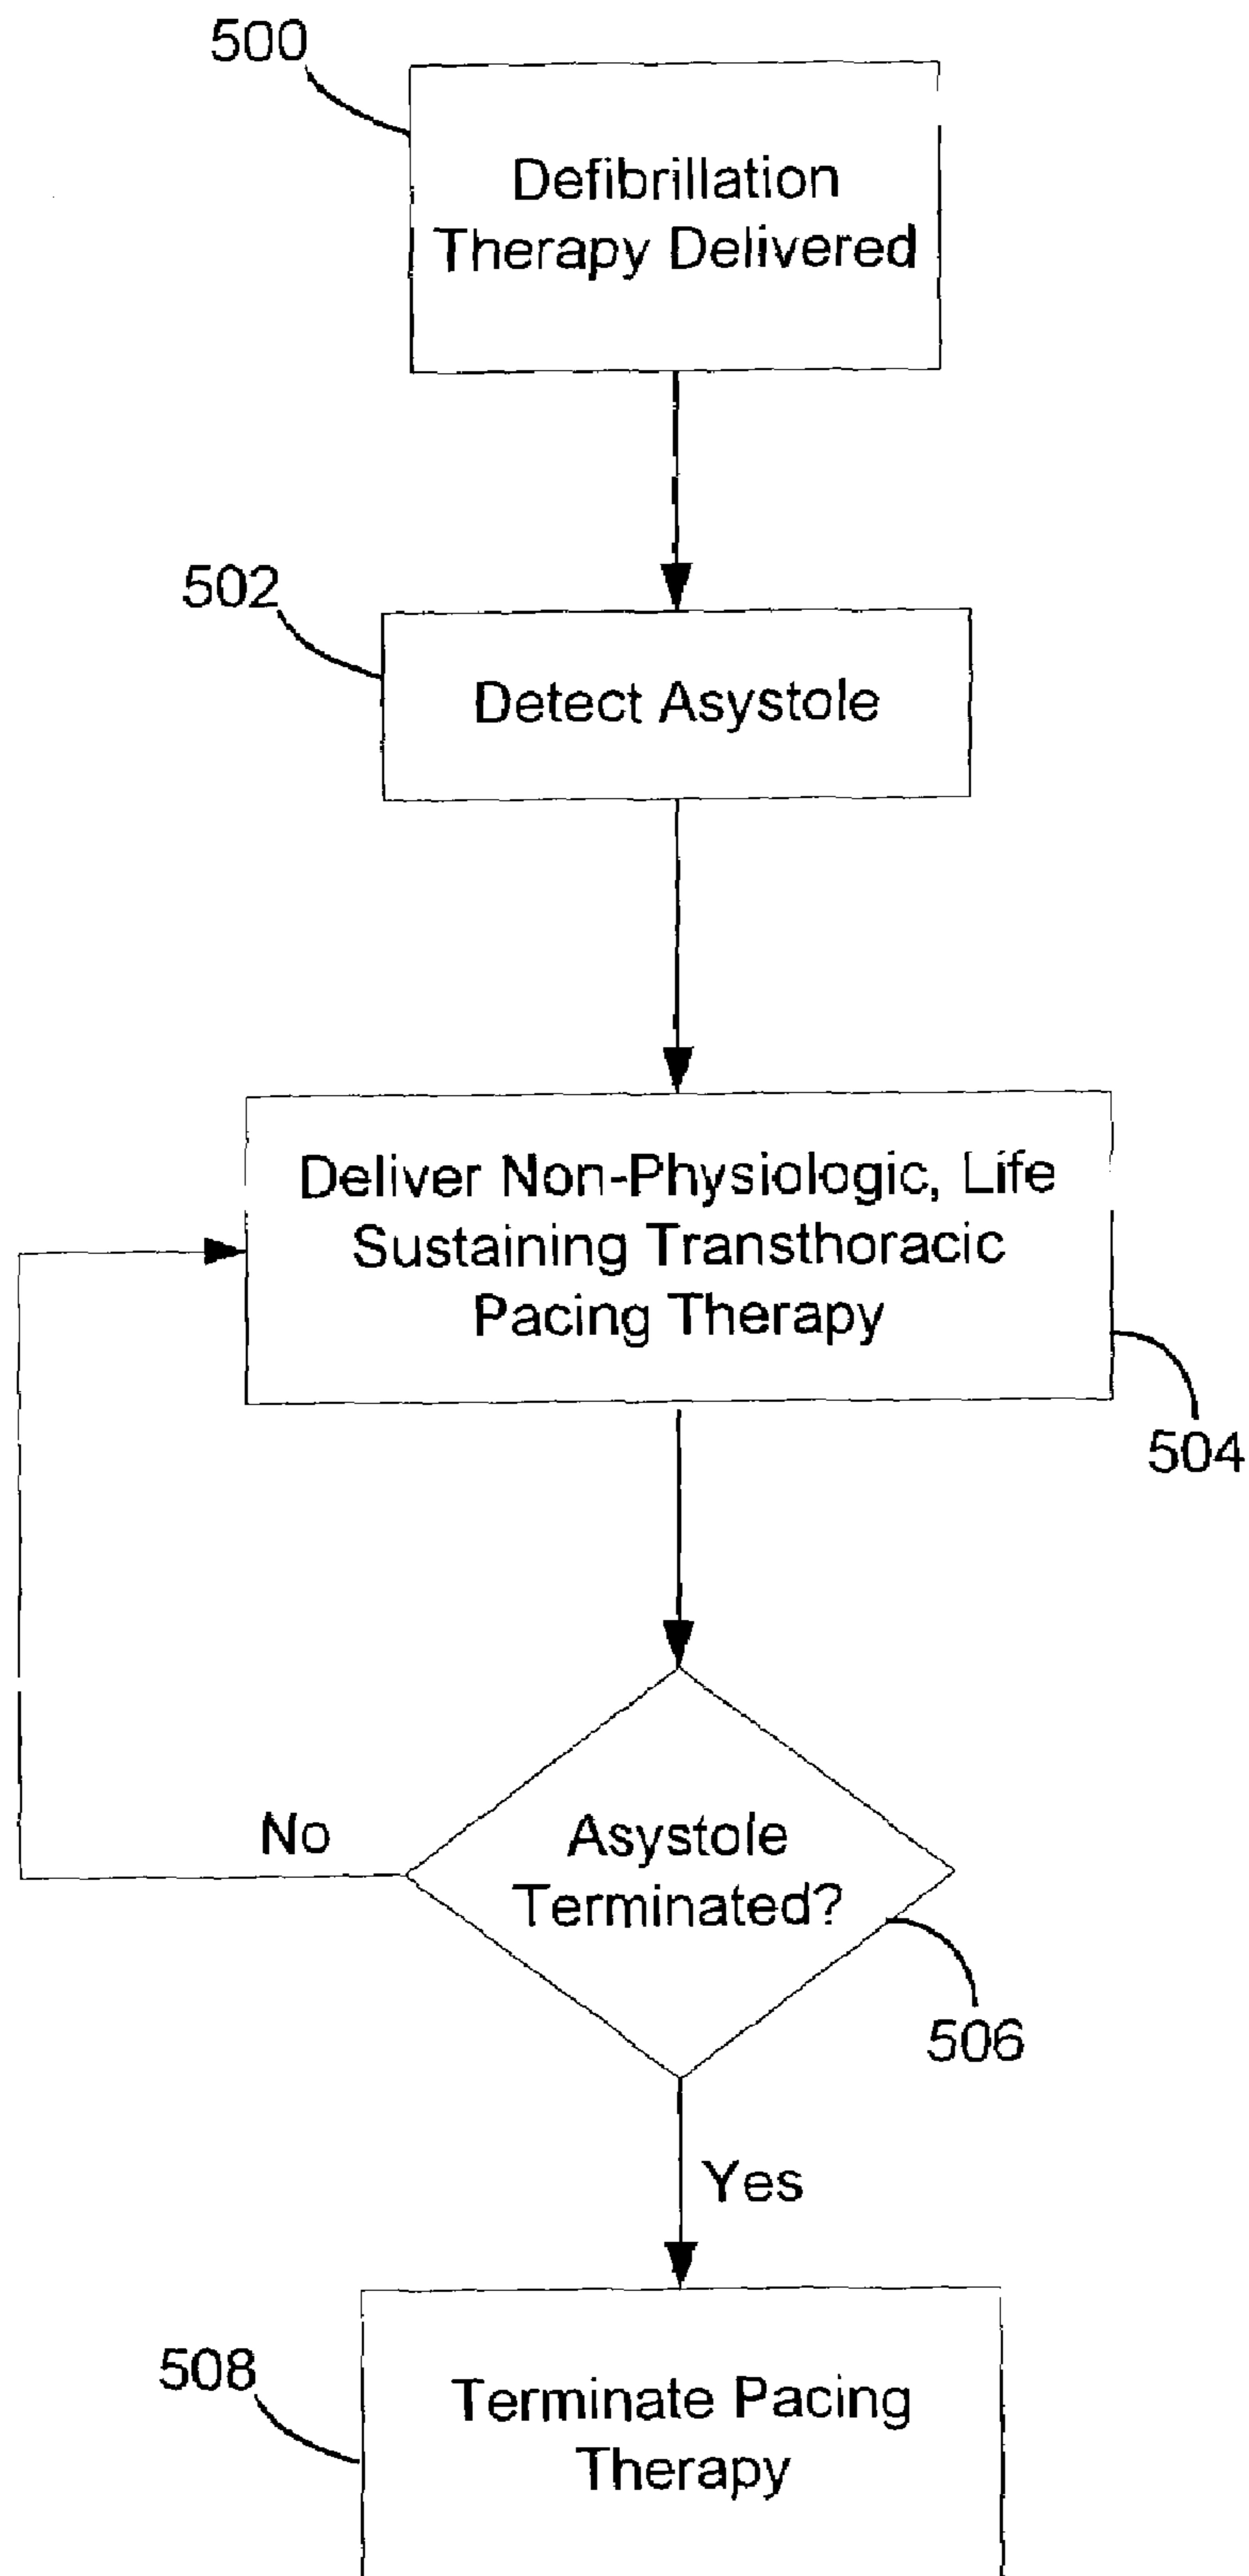 500
Defibrillation
Therapy Delivered
502
Detect Asystole
Deliver Non-Physiologic, Life
Sustaining Transthoracic
Pacing Therapy
504
No
Asystole
Terminated?
506
Yes
508
Terminate Pacing
Therapy